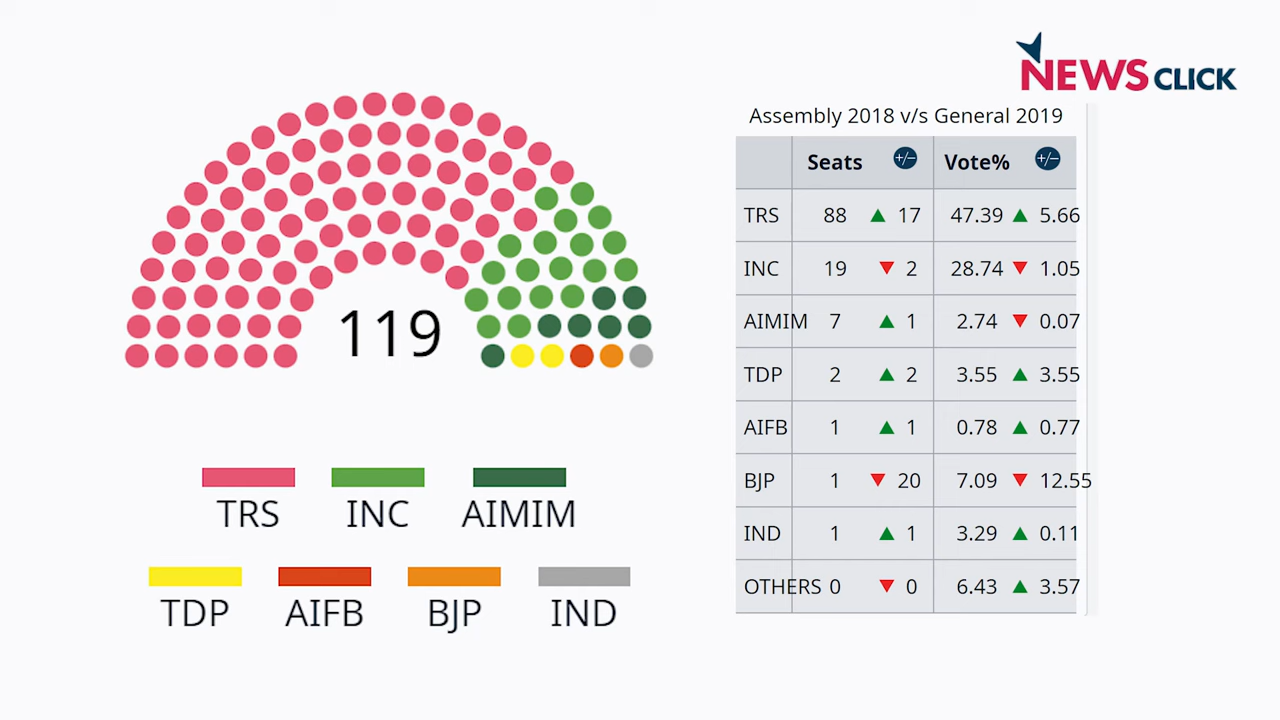 NEWS CLICK
119
TRS INC AIMIM
TDP AIFB BJP IND
Assembly 2018 v/s General 2019
Seats +/- Vote% +/-
TRS 88 ▲ 17 47.39 ▲ 5.66
INC 19 ▼ 2 28.74 ▼ 1.05
AIMIM 7 ▲ 1 2.74 ▼ 0.07
TDP 2 ▲ 2 3.55 ▲ 3.55
AIFB 1 ▲ 1 0.78 ▲ 0.77
BJP 1 ▼ 20 7.09 ▼ 12.55
IND 1 ▲ 1 3.29 ▲ 0.11
OTHERS 0 ▼ 0 6.43 ▲ 3.57